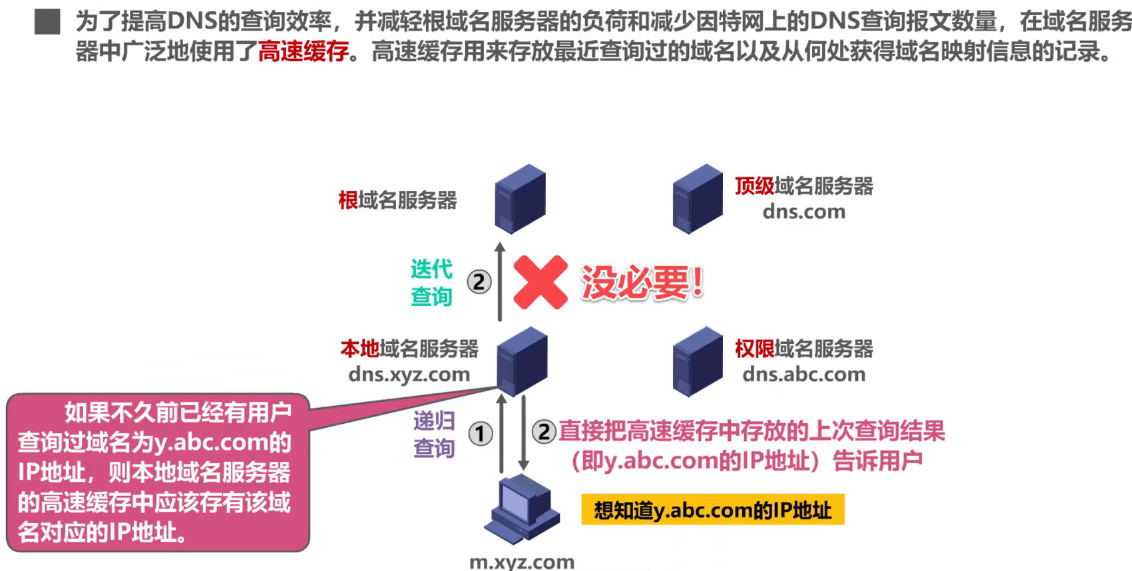 为了提高DNS的查询效率，并减轻根域名服务器的负荷和减少因特网上的DNS查询报文数量，在域名服务
器中广泛地使用了高速缓存。高速缓存用来存放最近查询过的域名以及从何处获得域名映射信息的记录。
根域名服务器
顶级域名服务器
dns.com
迭代
查询
②
没必要！
本地域名服务器
dns.xyz.com
权限域名服务器
dns.abc.com
如果不久前已经有用户
查询过域名为y.abc.com的
IP地址，则本地域名服务器
的高速缓存中应该存有该域
名对应的IP地址。
递归
查询
①
②直接把高速缓存中存放的上次查询结果
（即y.abc.com的IP地址）告诉用户
想知道y.abc.com的IP地址
m.xyz.com